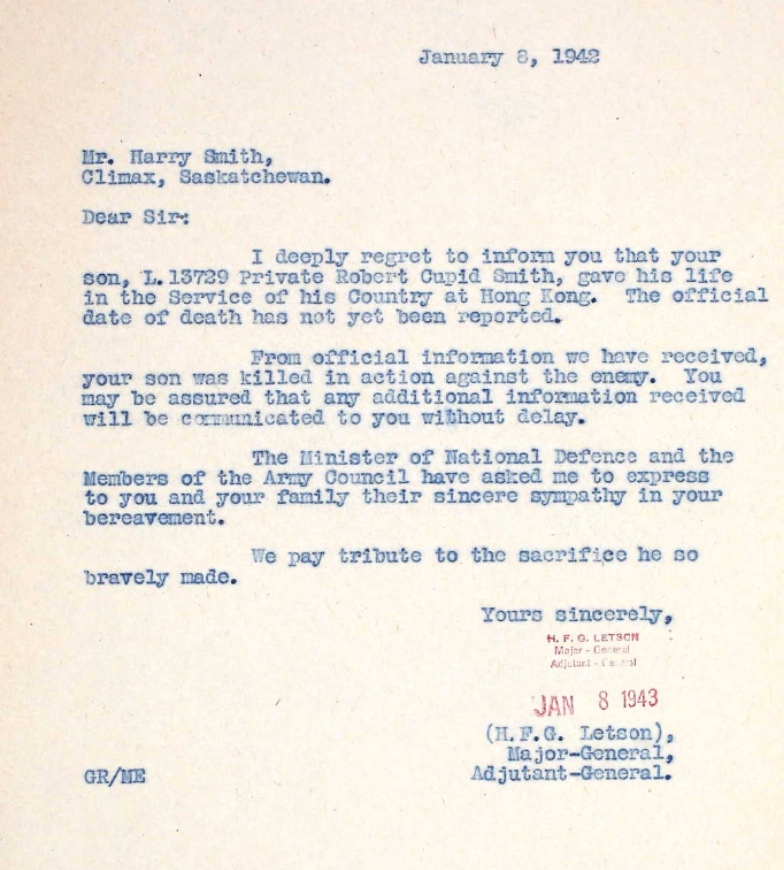 January 8, 1942
Mr. Harry Smith,
Climax, Saskatchewan.
Dear Sir:
I deeply regret to inform you that your
son, L.13729 Private Robert Cupid Smith, gave his life
in the Service of his Country at Hong Kong. The official
date of death has not yet been reported.
From official information we have received,
your son was killed in action against the enemy. You
may be assured that any additional information received
will be communicated to you without delay.
The Minister of National Defence and the
Members of the Army Council have asked me to express
to you and your family their sincere sympathy in your
bereavement.
We pay tribute to the sacrifice he so
bravely made.
Yours sincerely,
H. F. G. LETSON
Major - General
Adjutant - General
JAN 8 1943
(H.F.G. Letson),
Major-General,
Adjutant-General.
GR/ME